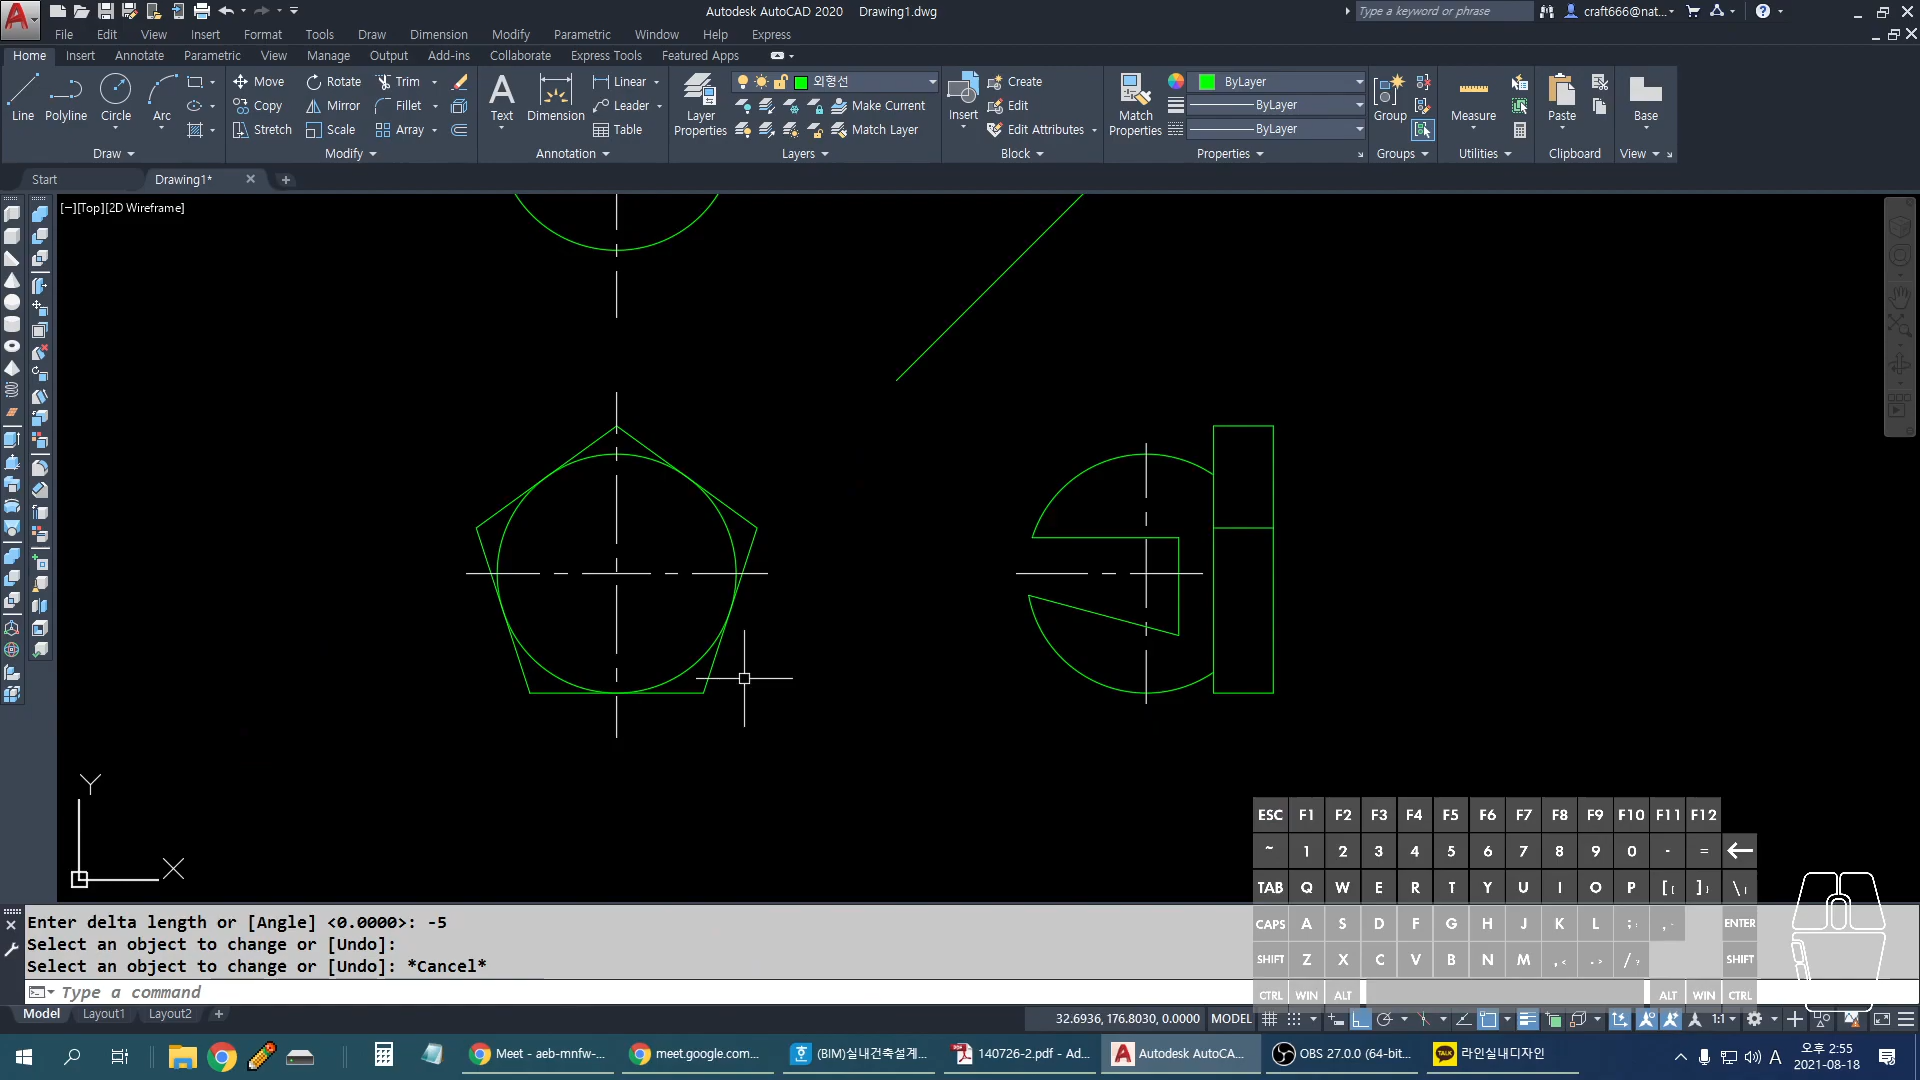 Autodesk AutoCAD 2020 Drawing1.dwg
Type a keyword or phrase
craft666@nat...
File Edit View Insert Format Tools Draw Dimension Modify Parametric Window Help Express
Home Insert Annotate Parametric View Manage Output Add-ins Collaborate Express Tools Featured Apps
Line Polyline Circle Arc
Move Rotate Trim
Copy Mirror Fillet
Stretch Scale Array
Text Dimension
Linear
Leader
Table
Layer Properties
외형선
Make Current
Match Layer
Insert
Create
Edit
Edit Attributes
Match Properties
ByLayer
ByLayer
ByLayer
Group
Measure
Paste
Base
Draw Modify Annotation Layers Block Properties Groups Utilities Clipboard View
Start Drawing1*
[−][Top][2D Wireframe]
Y
X
ESC F1 F2 F3 F4 F5 F6 F7 F8 F9 F10 F11 F12
~ 1 2 3 4 5 6 7 8 9 0 - =
TAB Q W E R T Y U I O P [ { ] } \ |
CAPS A S D F G H J K L ; : ENTER
SHIFT Z X C V B N M , < . > / ? SHIFT
CTRL WIN ALT ALT WIN CTRL
Enter delta length or [Angle] <0.0000>: -5
Select an object to change or [Undo]:
Select an object to change or [Undo]: *Cancel*
Type a command
Model Layout1 Layout2
32.6936, 176.8030, 0.0000 MODEL 1:1
Meet - aeb-mnfw-...
meet.google.com...
(BIM)실내건축설계...
140726-2.pdf - Ad...
Autodesk AutoCA...
OBS 27.0.0 (64-bit...
TALK
라인실내디자인
A
오후 2:55
2021-08-18